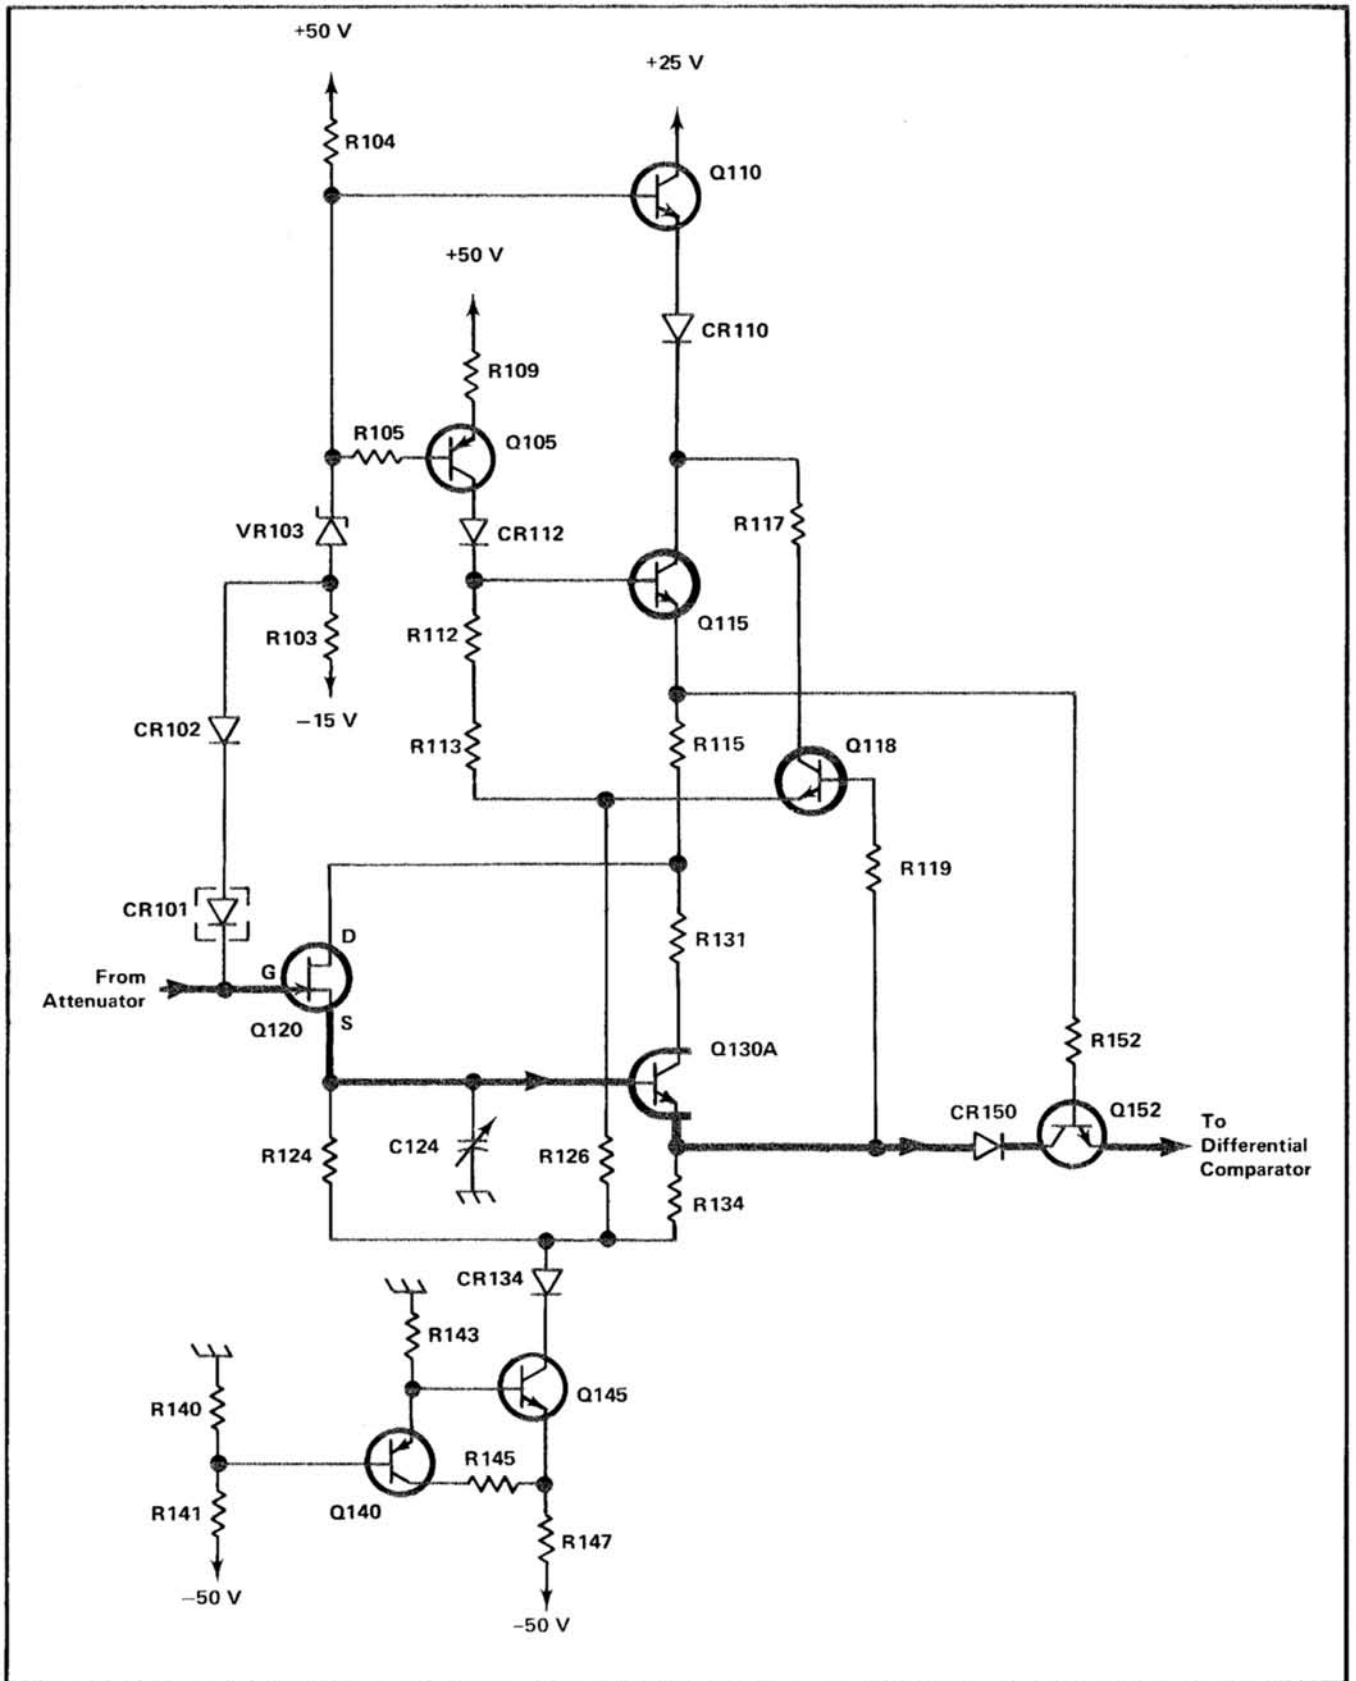 +50 V
+25 V
R104
Q110
+50 V
CR110
R109
R105
Q105
R117
VR103
CR112
R103
R112
Q115
−15 V
CR102
R113
R115
Q118
R119
CR101
D
R131
From
Attenuator
G
Q120
S
Q130A
R152
CR150
Q152
To
Differential
Comparator
R124
C124
R126
R134
CR134
R143
R140
Q145
R145
R141
Q140
R147
−50 V
−50 V